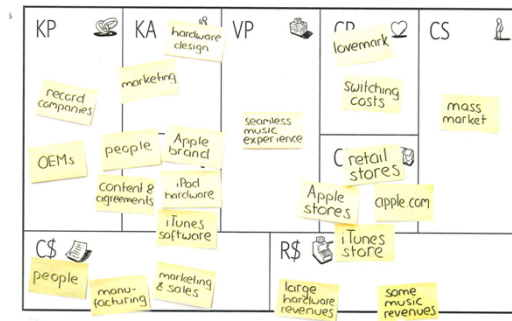 KP
KA
VP
CR
CS
hardware
design
lovemark
marketing
record
companies
switching
costs
mass
market
seamless
music
experience
OEMs
people
Apple
brand
C
retail
stores
content &
agreements
iPod
hardware
Apple
stores
apple.com
iTunes
software
iTunes
store
C$
R$
people
manu-
facturing
marketing
& sales
large
hardware
revenues
some
music
revenues